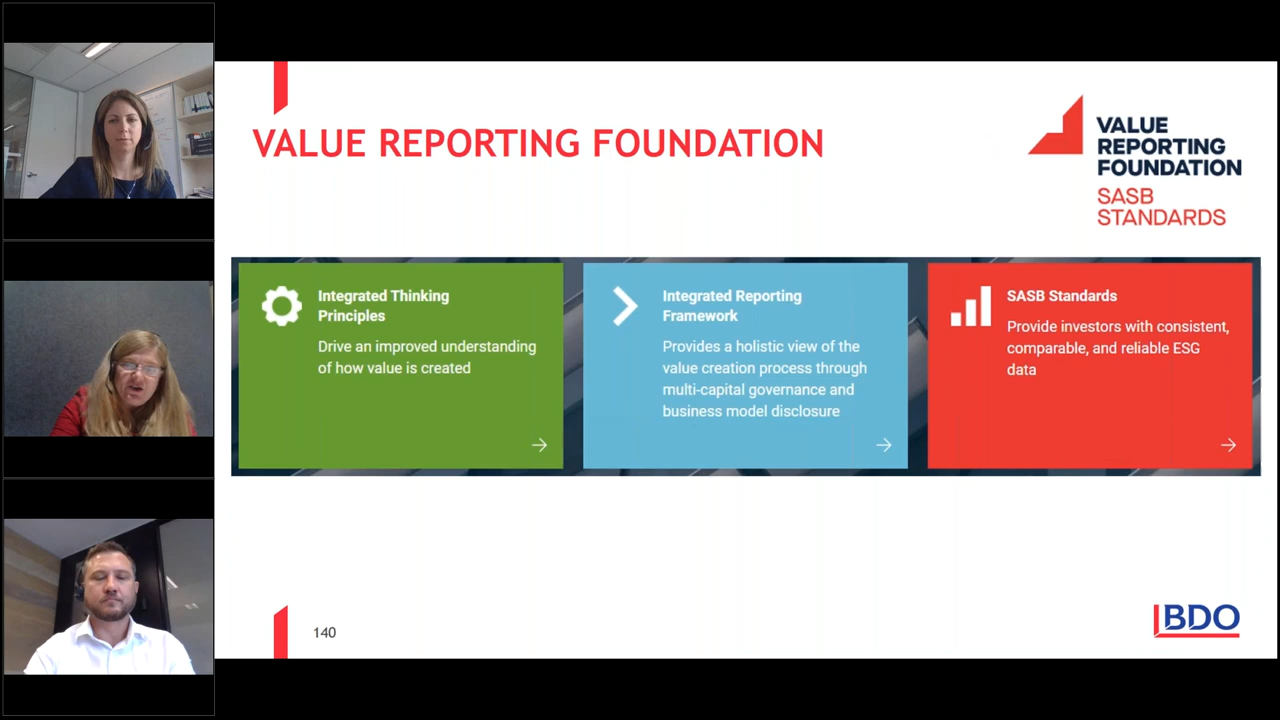 VALUE REPORTING FOUNDATION
VALUE
REPORTING
FOUNDATION
SASB
STANDARDS
Integrated Thinking
Principles
Drive an improved understanding
of how value is created
Integrated Reporting
Framework
Provides a holistic view of the
value creation process through
multi-capital governance and
business model disclosure
SASB Standards
Provide investors with consistent,
comparable, and reliable ESG
data
140
BDO